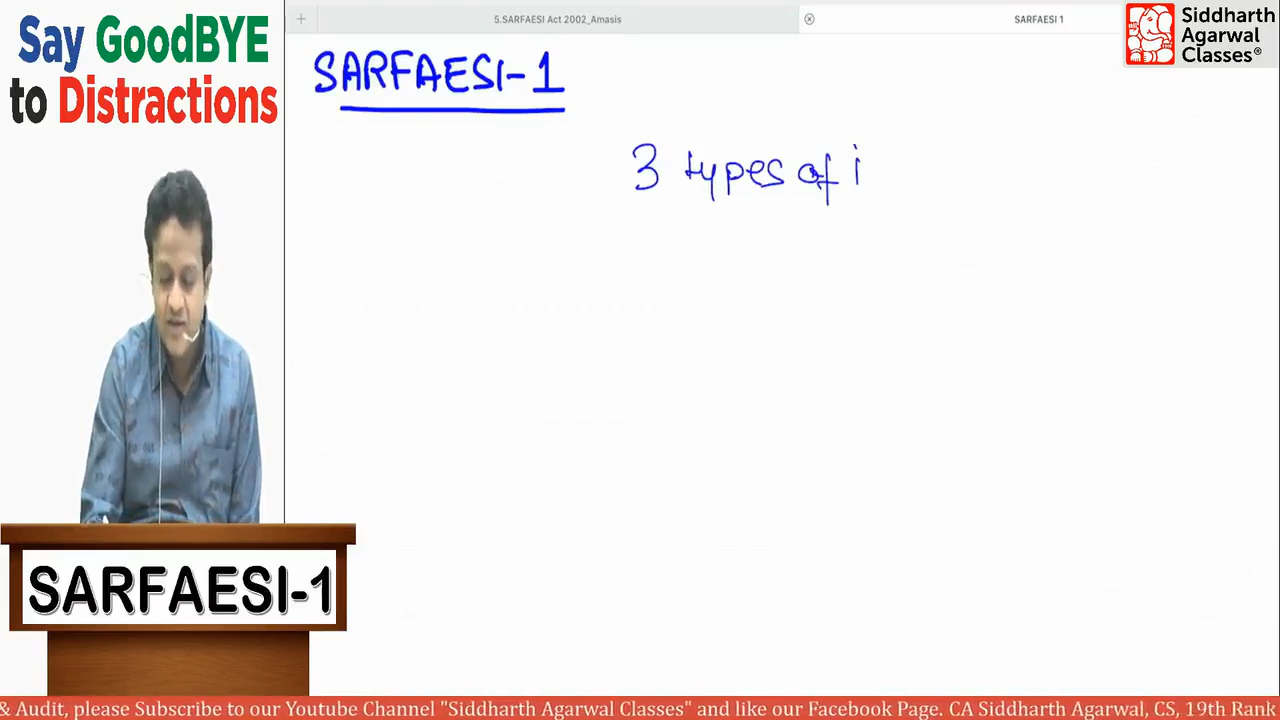 Say GoodBYE
to Distractions
5.SARFAESI Act 2002_Amasis
SARFAESI 1
Siddharth
Agarwal
Classes®
SARFAESI-1
3 types of i
SARFAESI-1
& Audit, please Subscribe to our Youtube Channel "Siddharth Agarwal Classes" and like our Facebook Page. CA Siddharth Agarwal, CS, 19th Rank